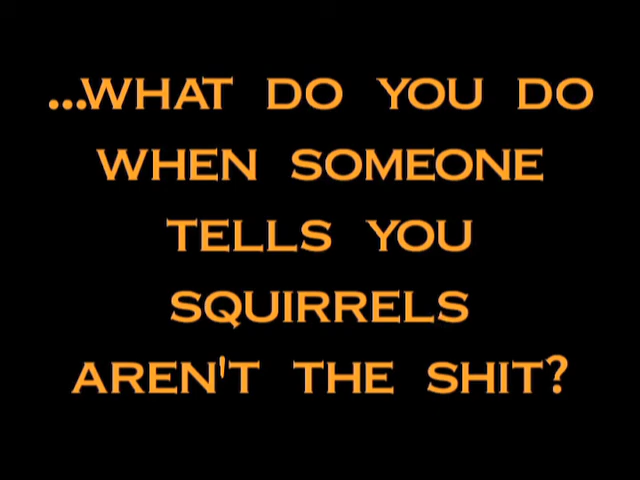 ...WHAT DO YOU DO
WHEN SOMEONE
TELLS YOU
SQUIRRELS
AREN'T THE SHIT?